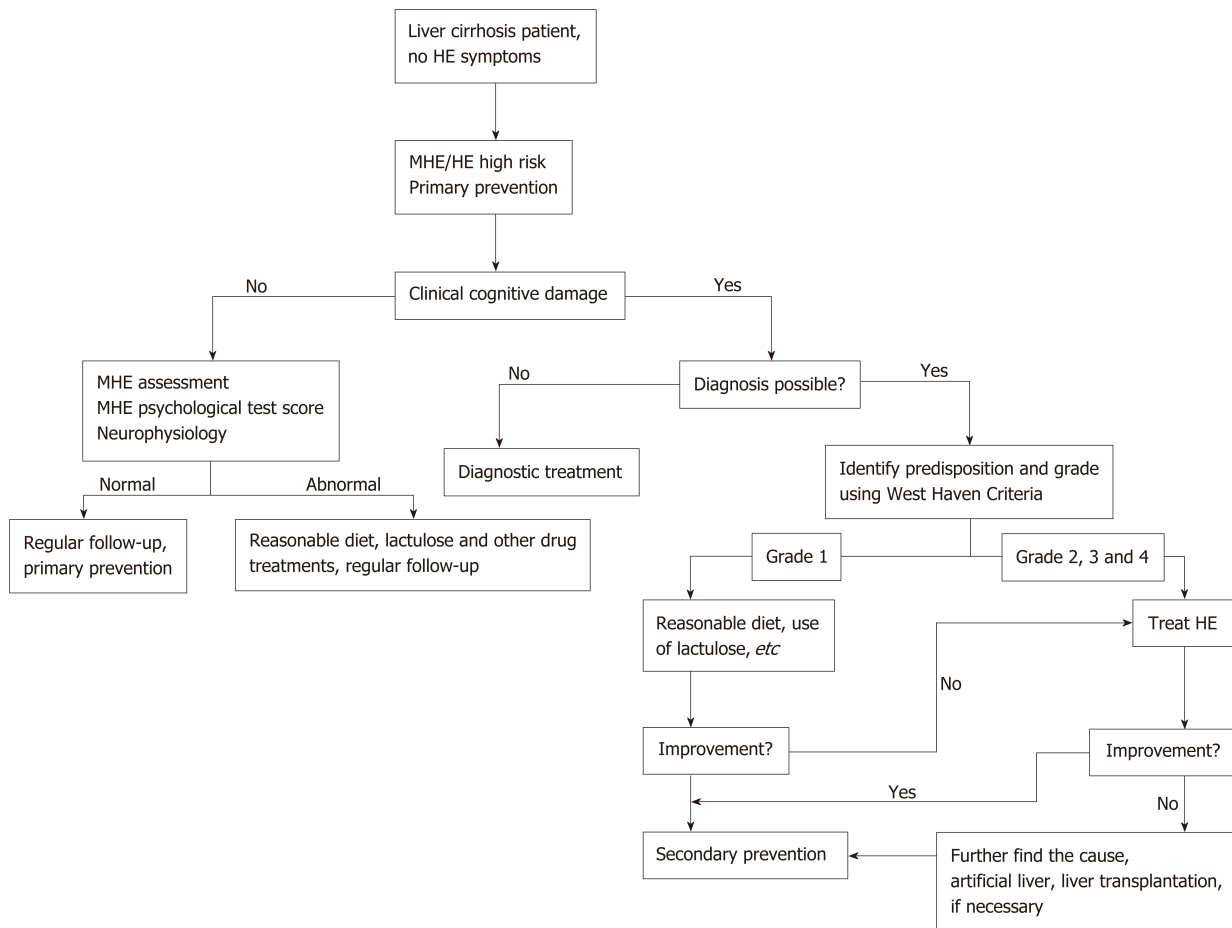 Liver cirrhosis patient,
no HE symptoms
MHE/HE high risk
Primary prevention
Clinical cognitive damage
No
Yes
MHE assessment
MHE psychological test score
Neurophysiology
Diagnosis possible?
No
Yes
Diagnostic treatment
Identify predisposition and grade
using West Haven Criteria
Normal
Abnormal
Regular follow-up,
primary prevention
Reasonable diet, lactulose and other drug
treatments, regular follow-up
Grade 1
Grade 2, 3 and 4
Reasonable diet, use
of lactulose, etc
Treat HE
No
Improvement?
Improvement?
Yes
No
Secondary prevention
Further find the cause,
artificial liver, liver transplantation,
if necessary